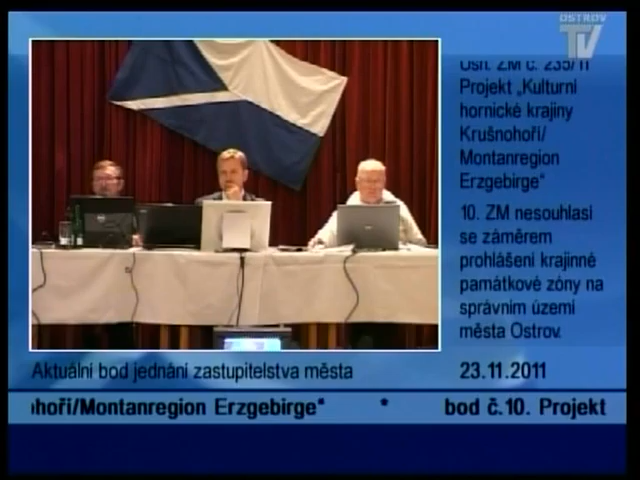 OSTROV
TV
Usn. ZM č. 235/11
Projekt „Kulturní
hornické krajiny
Krušnohoří/
Montanregion
Erzgebirge“
10. ZM nesouhlasí
se záměrem
prohlášení krajinné
památkové zóny na
správním území
města Ostrov.
Aktuální bod jednání zastupitelstva města
23.11.2011
ohoří/Montanregion Erzgebirge“ * bod č.10. Projekt